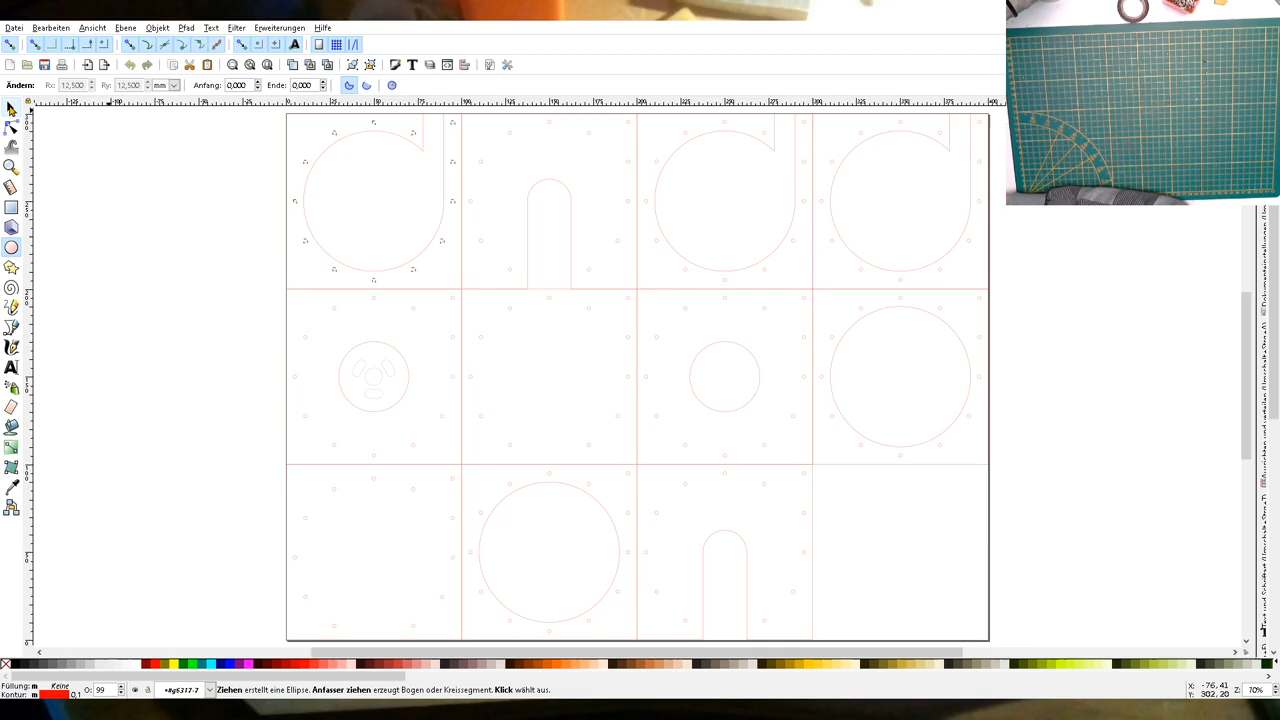 Datei Bearbeiten Ansicht Ebene Objekt Pfad Text Filter Erweiterungen Hilfe
Ändern: Rx: 12,500 Ry: 12,500 mm Anfang: 0,000 Ende: 0,000
Füllung: m Keine
Kontur: m 0,1
O: 99
*#g6317-7
Ziehen erstellt eine Ellipse. Anfasser ziehen erzeugt Bogen oder Kreissegment. Klick wählt aus.
X: -76,41
Y: 302,20
Z: 70%